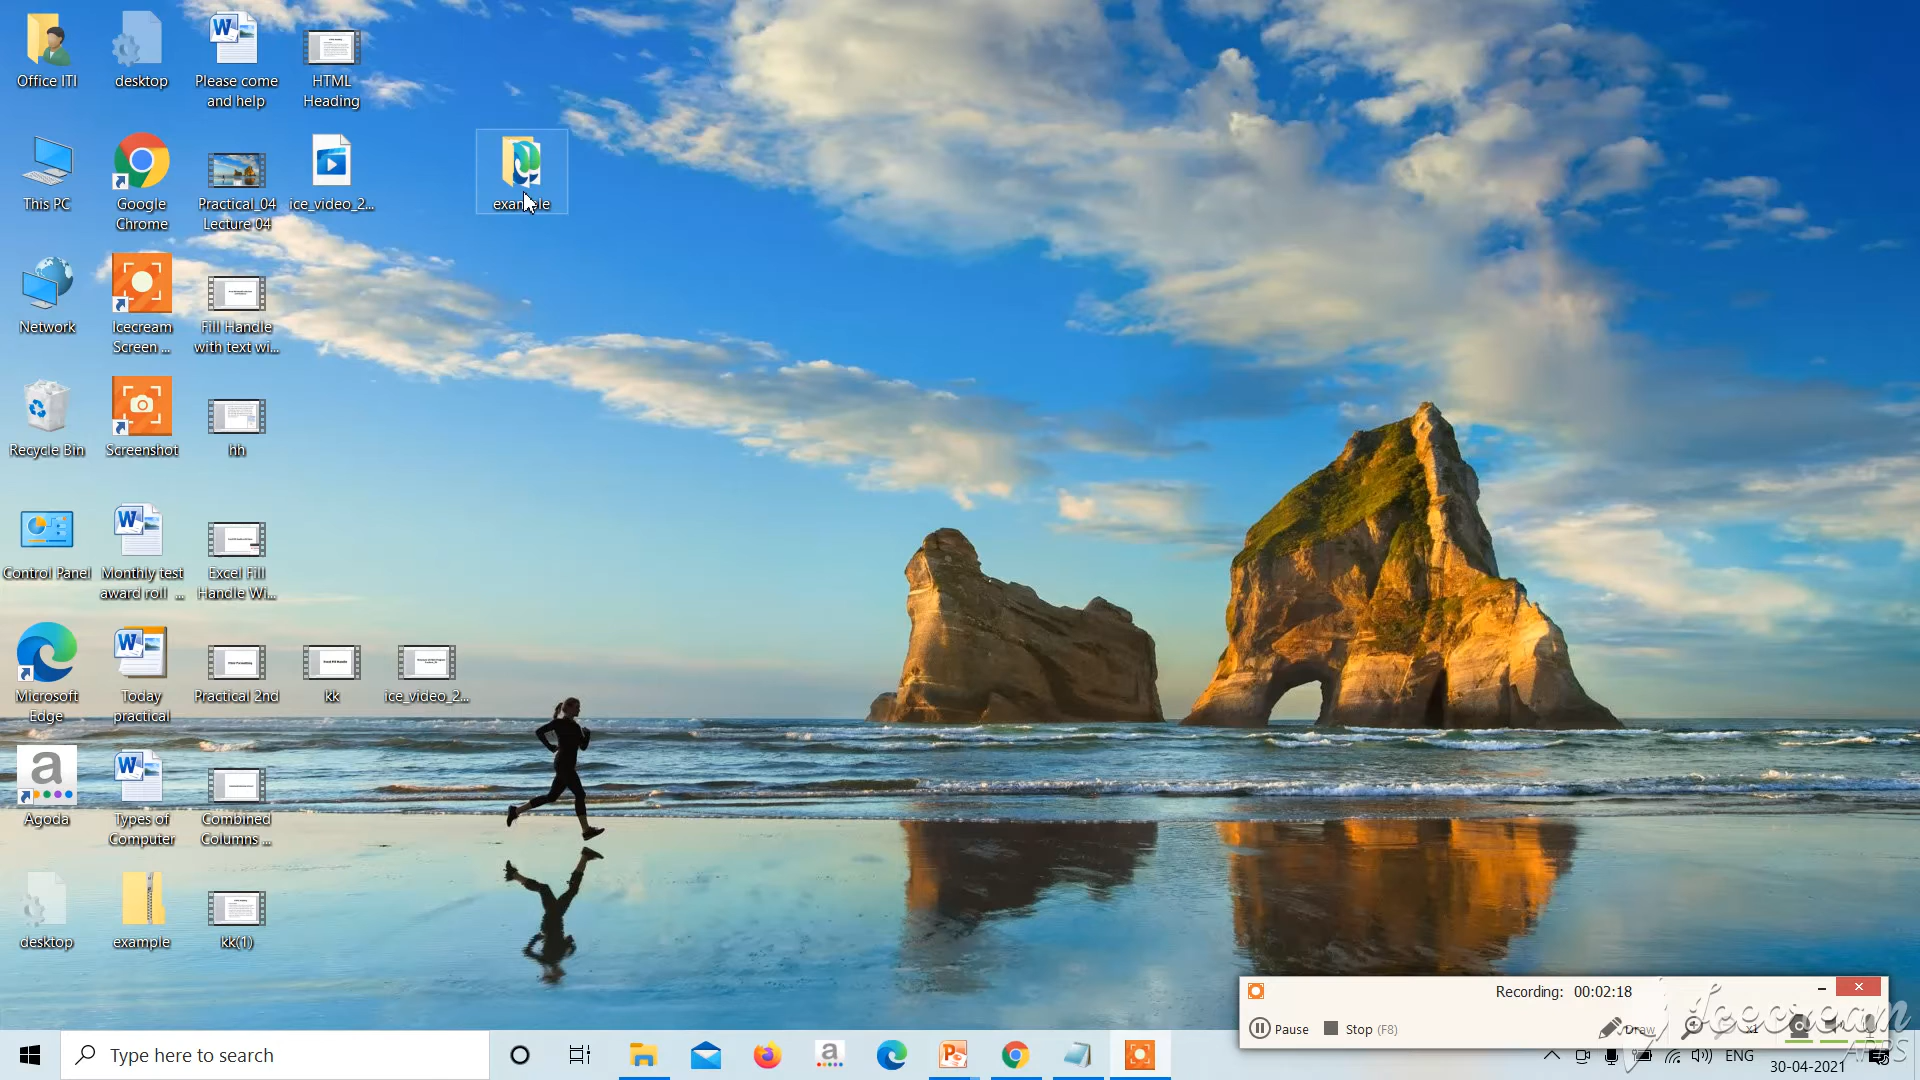 Office ITI
desktop
Please come
and help
HTML
Heading
This PC
Google
Chrome
Practical_04
Lecture 04
ice_video_2...
example
Network
Icecream
Screen ...
Fill Handle
with text wi...
Recycle Bin
Screenshot
hh
Control Panel
Monthly test
award roll ...
Excel Fill
Handle Wi...
Microsoft
Edge
Today
practical
Practical 2nd
kk
ice_video_2...
Agoda
Types of
Computer
Combined
Columns ...
desktop
example
kk(1)
Recording: 00:02:18
Pause
Stop (F8)
Draw
x1
Icecream
APPS
Type here to search
ENG
30-04-2021